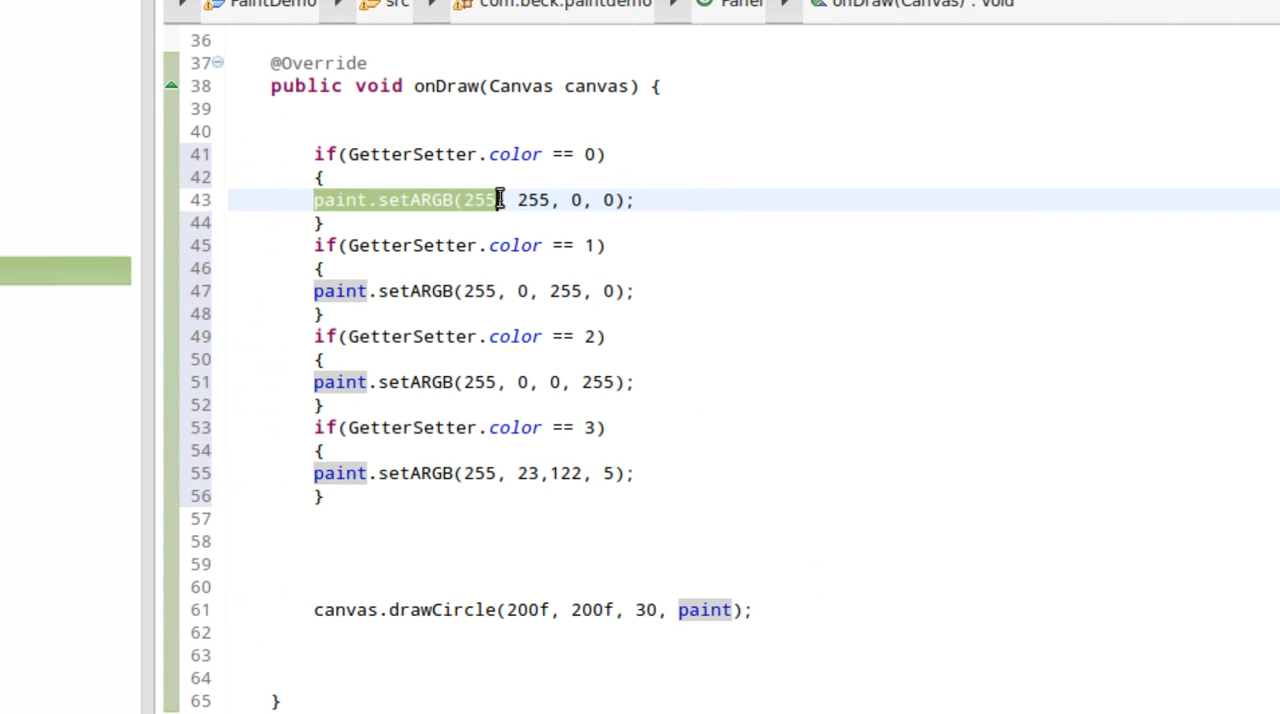 PaintDemo src com.beck.paintdemo Panel onDraw(Canvas) : void
36
37 @Override
38 public void onDraw(Canvas canvas) {
39
40
41 if(GetterSetter.color == 0)
42 {
43 paint.setARGB(255, 255, 0, 0);
44 }
45 if(GetterSetter.color == 1)
46 {
47 paint.setARGB(255, 0, 255, 0);
48 }
49 if(GetterSetter.color == 2)
50 {
51 paint.setARGB(255, 0, 0, 255);
52 }
53 if(GetterSetter.color == 3)
54 {
55 paint.setARGB(255, 23,122, 5);
56 }
57
58
59
60
61 canvas.drawCircle(200f, 200f, 30, paint);
62
63
64
65 }